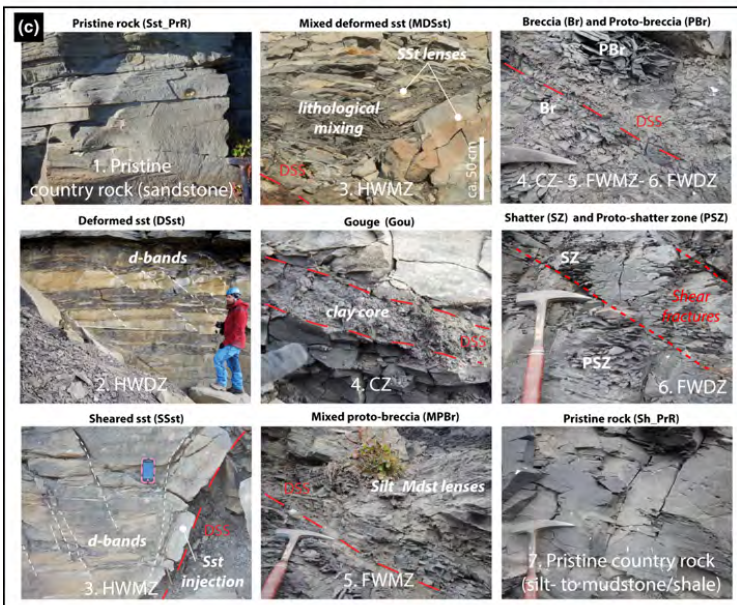 (c)
Pristine rock (Sst_PrR)
1. Pristine
country rock (sandstone)
Mixed deformed sst (MDSst)
SSt lenses
lithological
mixing
DSS
3. HWMZ
ca. 50 cm
Breccia (Br) and Proto-breccia (PBr)
PBr
Br
DSS
4. CZ- 5. FWMZ- 6. FWDZ
Deformed sst (DSst)
d-bands
2. HWDZ
Gouge (Gou)
clay core
DSS
4. CZ
Shatter (SZ) and Proto-shatter zone (PSZ)
SZ
Shear
fractures
PSZ
6. FWDZ
Sheared sst (SSst)
d-bands
DSS
Sst
injection
3. HWMZ
Mixed proto-breccia (MPBr)
DSS
Silt Mdst lenses
5. FWMZ
Pristine rock (Sh_PrR)
7. Pristine country rock
(silt- to mudstone/shale)